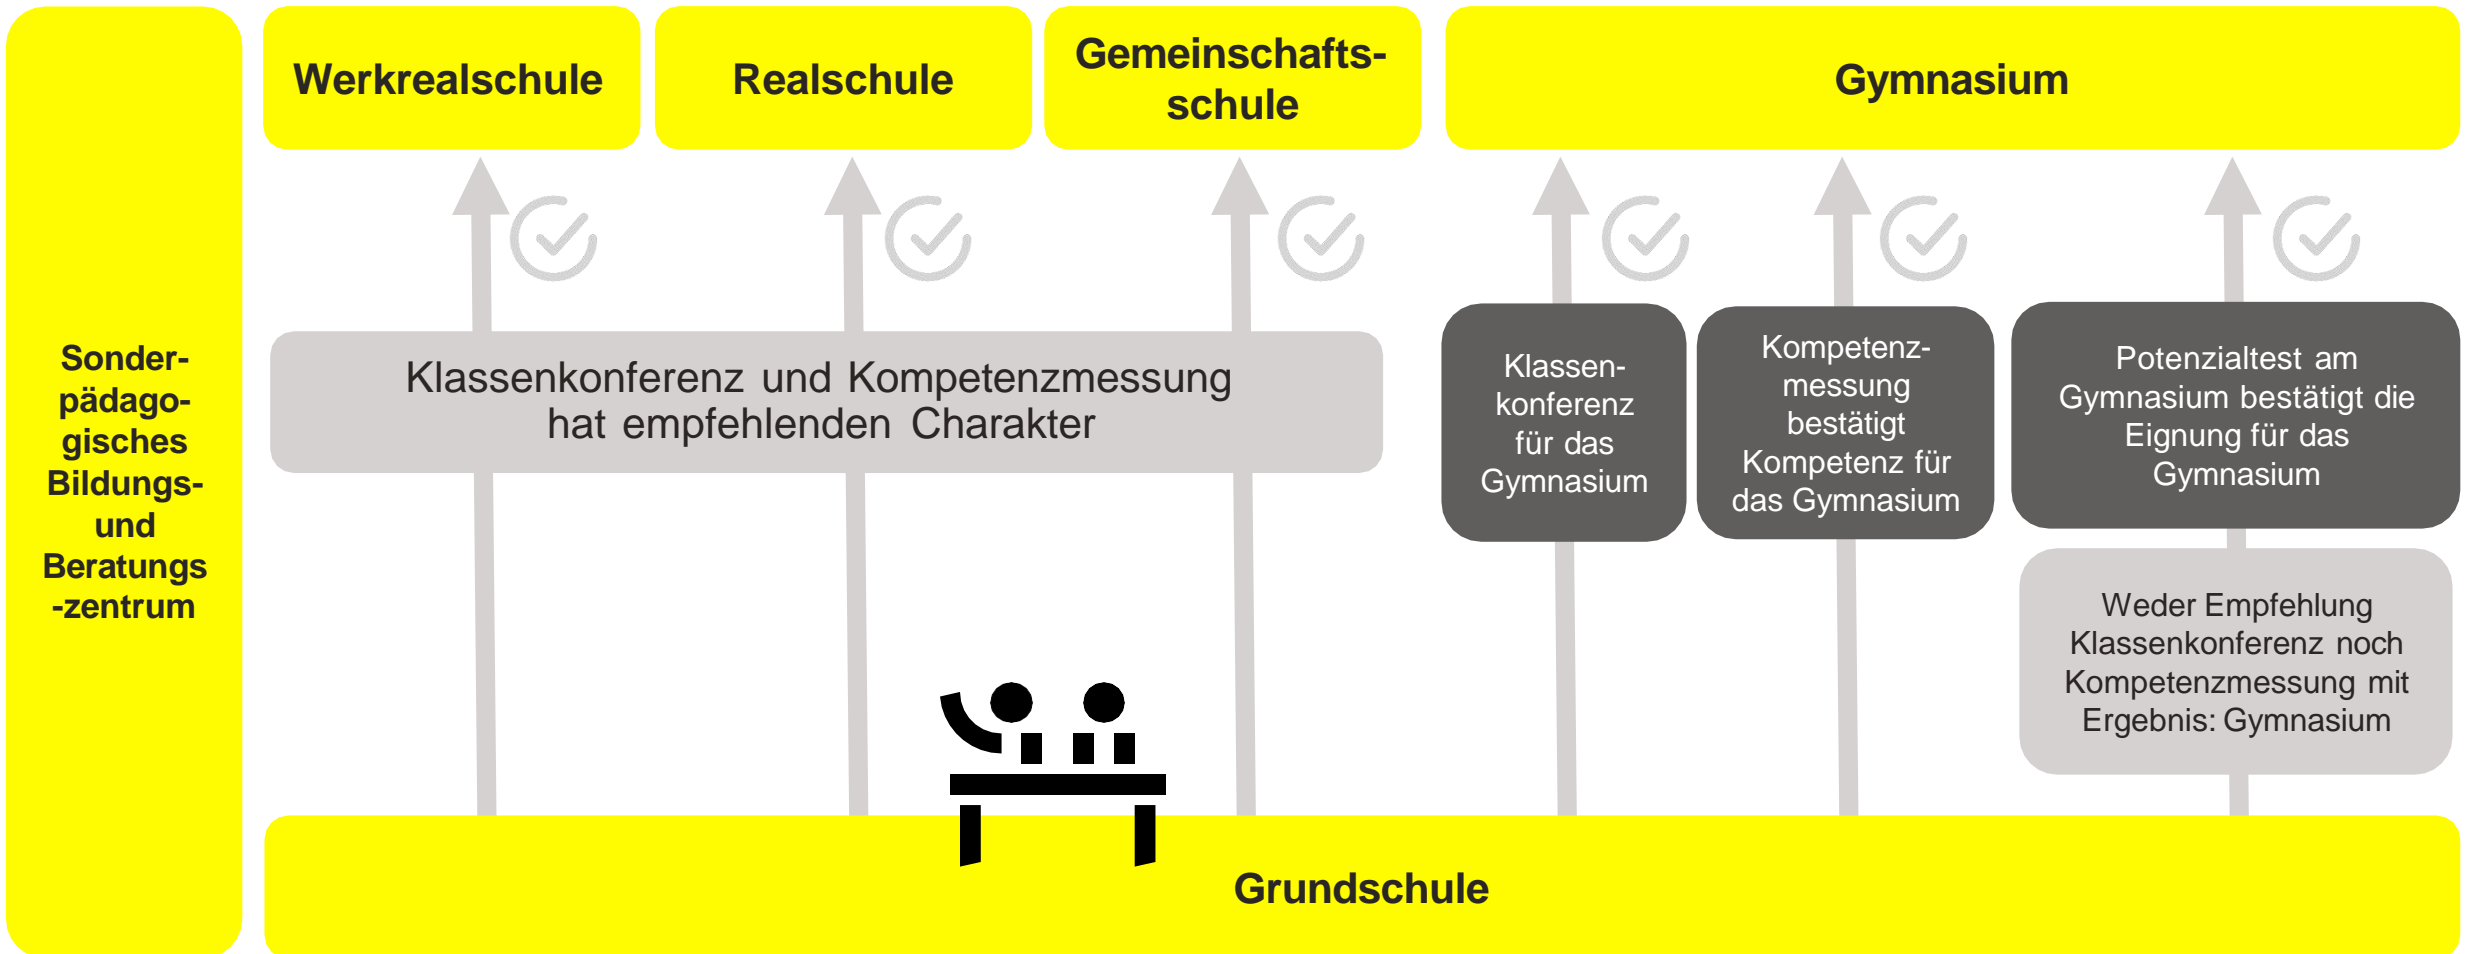 Sonder-
pädago-
gisches
Bildungs-
und
Beratungs
-zentrum
Werkrealschule
Realschule
Gemeinschafts-
schule
Gymnasium
Klassenkonferenz und Kompetenzmessung
hat empfehlenden Charakter
Klassen-
konferenz
für das
Gymnasium
Kompetenz-
messung
bestätigt
Kompetenz für
das Gymnasium
Potenzialtest am
Gymnasium bestätigt die
Eignung für das
Gymnasium
Weder Empfehlung
Klassenkonferenz noch
Kompetenzmessung mit
Ergebnis: Gymnasium
Grundschule